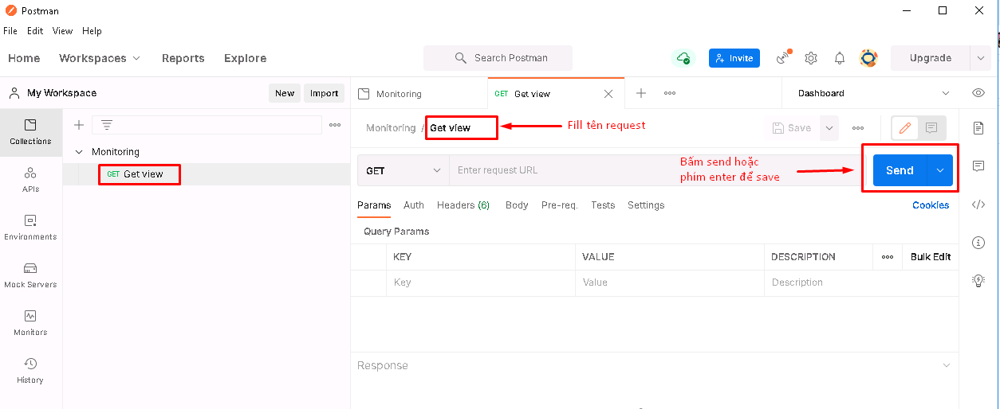 Postman
File Edit View Help
Home Workspaces Reports Explore Search Postman Invite Upgrade
My Workspace New Import
Monitoring GET Get view Dashboard
Collections
APIs
Environments
Mock Servers
Monitors
History
Monitoring
GET Get view
Monitoring / Get view Fill tên request Save
GET Enter request URL Send
Bấm send hoặc
phím enter để save
Params Auth Headers (6) Body Pre-req. Tests Settings Cookies
Query Params
KEY VALUE DESCRIPTION Bulk Edit
Key Value Description
Response